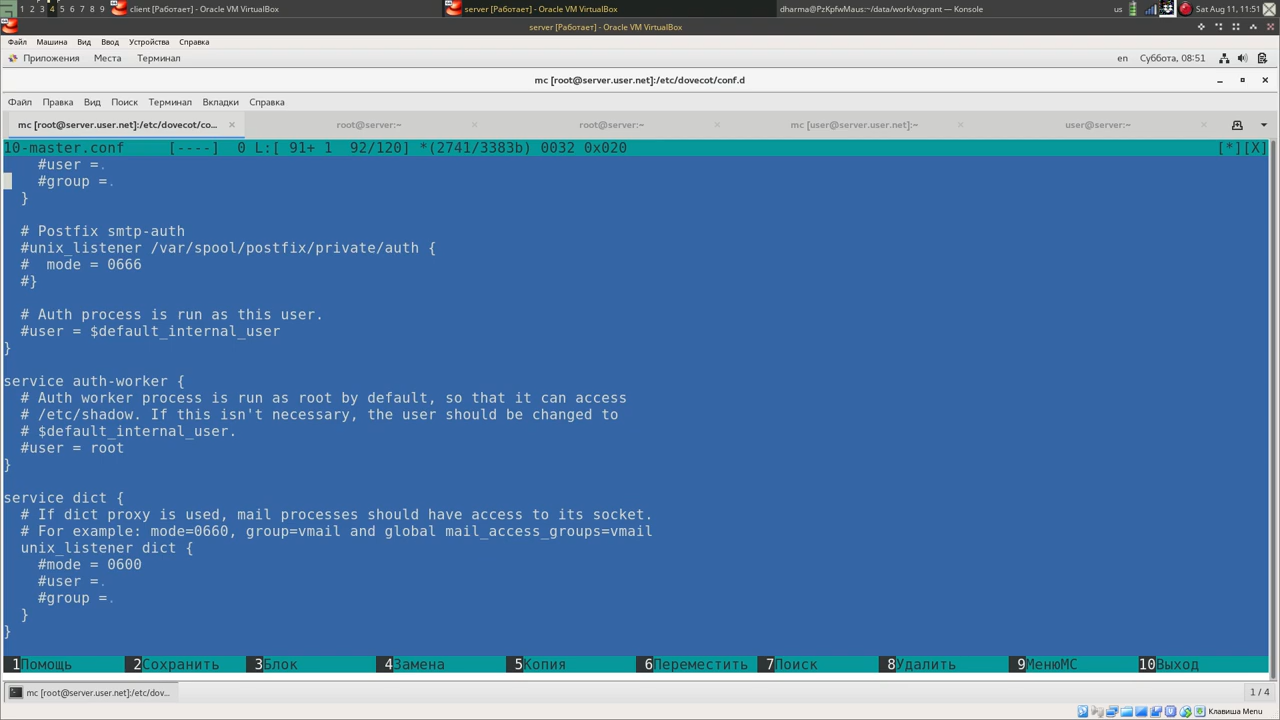 1 2 3 4 5 6 7 8 9 client [Работает] - Oracle VM VirtualBox server [Работает] - Oracle VM VirtualBox dharma@PzKpfwMaus:~/data/work/vagrant — Konsole us Sat Aug 11, 11:51
server [Работает] - Oracle VM VirtualBox
Файл Машина Вид Ввод Устройства Справка
Приложения Места Терминал en Суббота, 08:51
mc [root@server.user.net]:/etc/dovecot/conf.d
Файл Правка Вид Поиск Терминал Вкладки Справка
mc [root@server.user.net]:/etc/dovecot/co... × root@server:~ × root@server:~ × mc [user@server.user.net]:~ × user@server:~ ×
10-master.conf [----] 0 L:[ 91+ 1 92/120] *(2741/3383b) 0032 0x020 [*][X]
#user =.
#group =.
}
# Postfix smtp-auth
#unix_listener /var/spool/postfix/private/auth {
#  mode = 0666
#}
# Auth process is run as this user.
#user = $default_internal_user
}
service auth-worker {
# Auth worker process is run as root by default, so that it can access
# /etc/shadow. If this isn't necessary, the user should be changed to
# $default_internal_user.
#user = root
}
service dict {
# If dict proxy is used, mail processes should have access to its socket.
# For example: mode=0660, group=vmail and global mail_access_groups=vmail
unix_listener dict {
#mode = 0600
#user =.
#group =.
}
}
1Помощь 2Сохранить 3Блок 4Замена 5Копия 6Переместить 7Поиск 8Удалить 9МенюMC 10Выход
mc [root@server.user.net]:/etc/dov... 1 / 4
Клавиша Menu